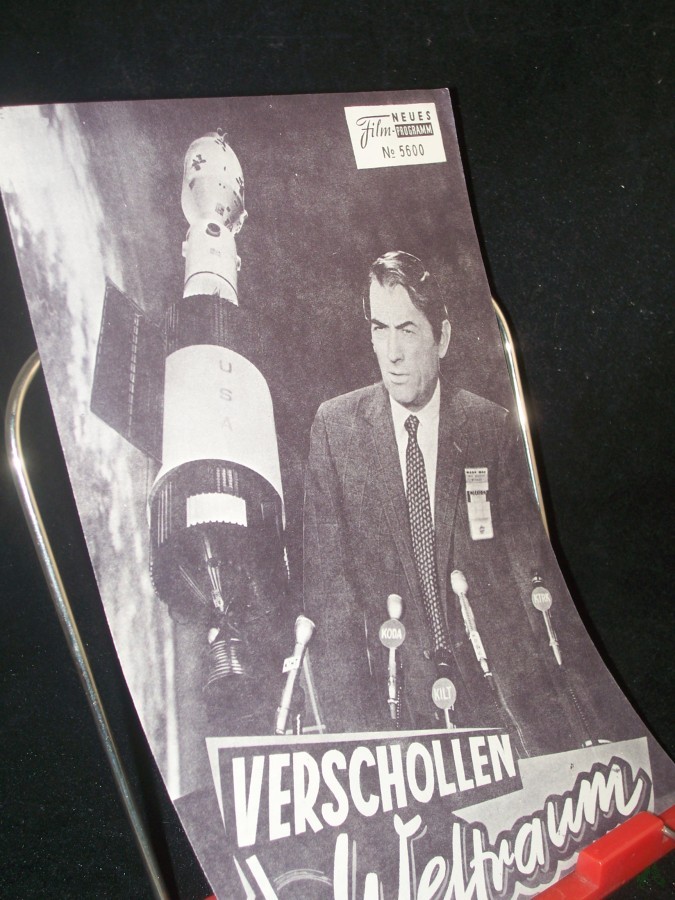 NEUES
Film-PROGRAMM
No 5600
USA
KODA
KILT
VERSCHOLLEN
Weltraum